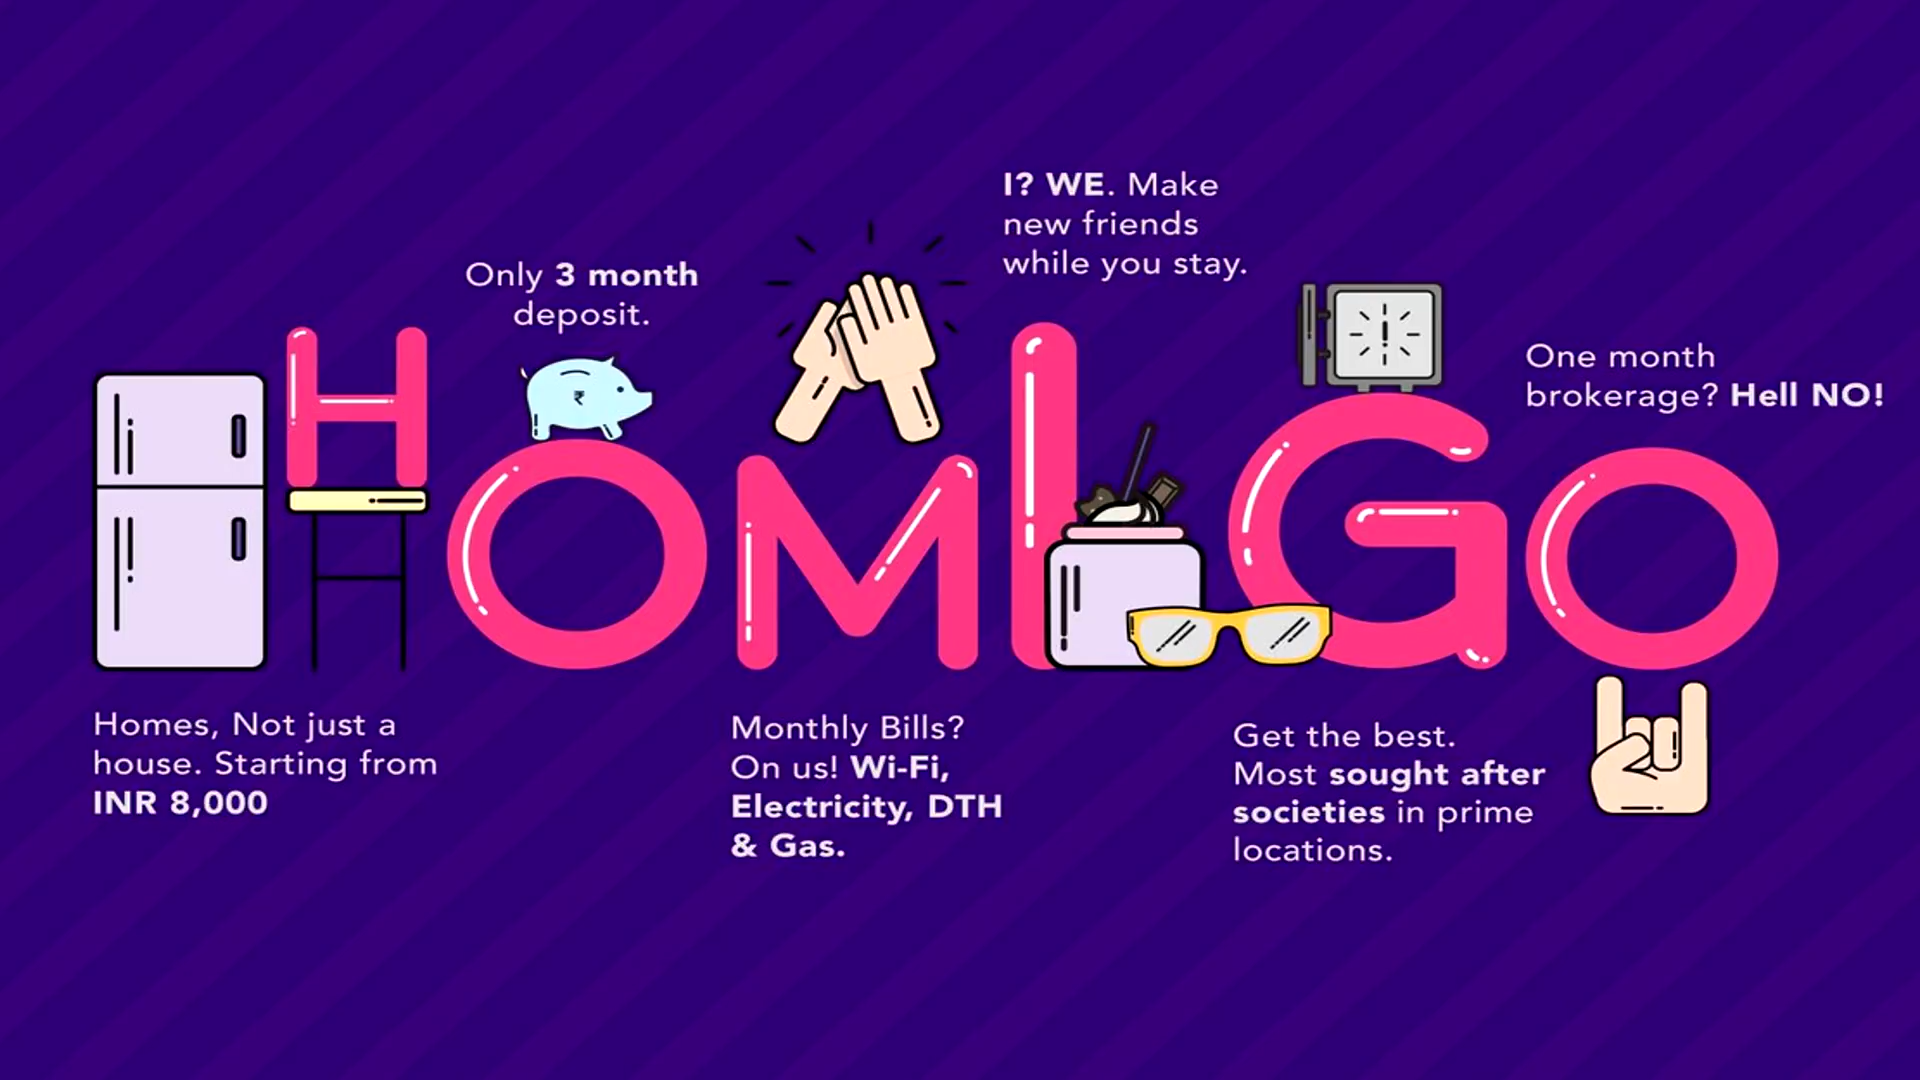 I? WE. Make
new friends
while you stay.
Only 3 month
deposit.
₹
One month
brokerage? Hell NO!
HOMIGO
Homes, Not just a
house. Starting from
INR 8,000
Monthly Bills?
On us! Wi-Fi,
Electricity, DTH
& Gas.
Get the best.
Most sought after
societies in prime
locations.